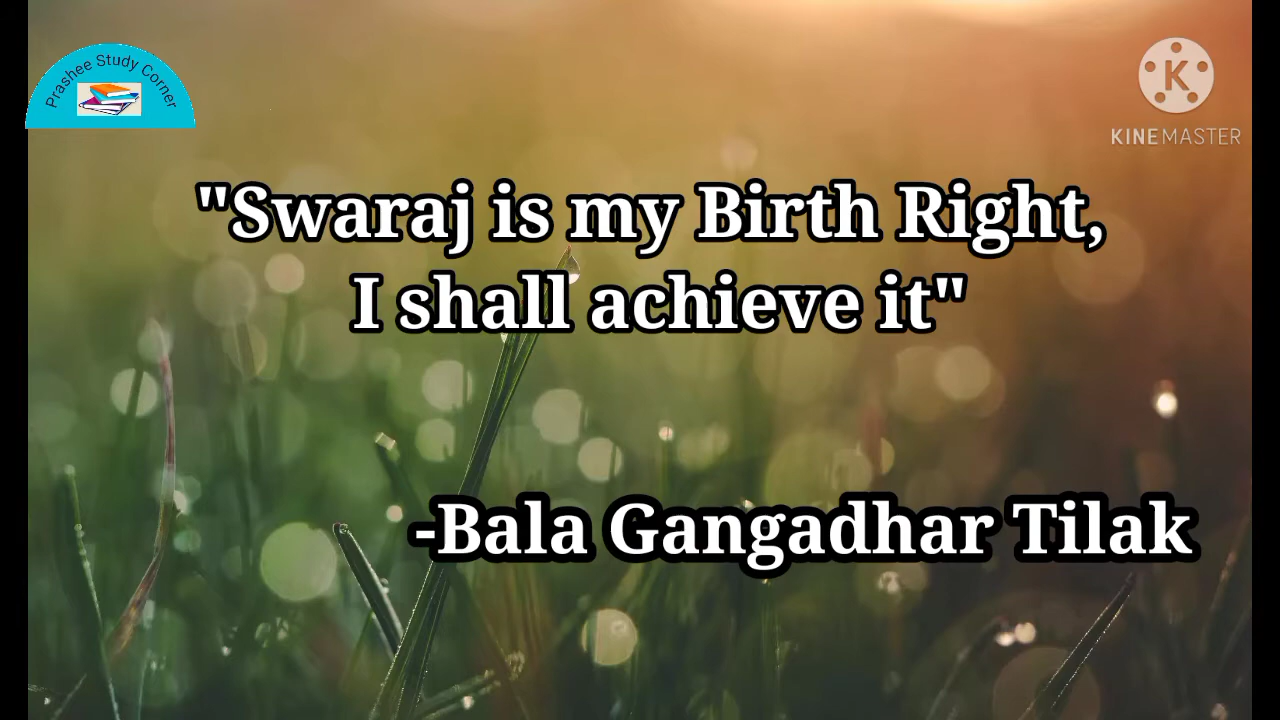 Prashee Study Corner
K
KINEMASTER
"Swaraj is my Birth Right,
I shall achieve it"
-Bala Gangadhar Tilak